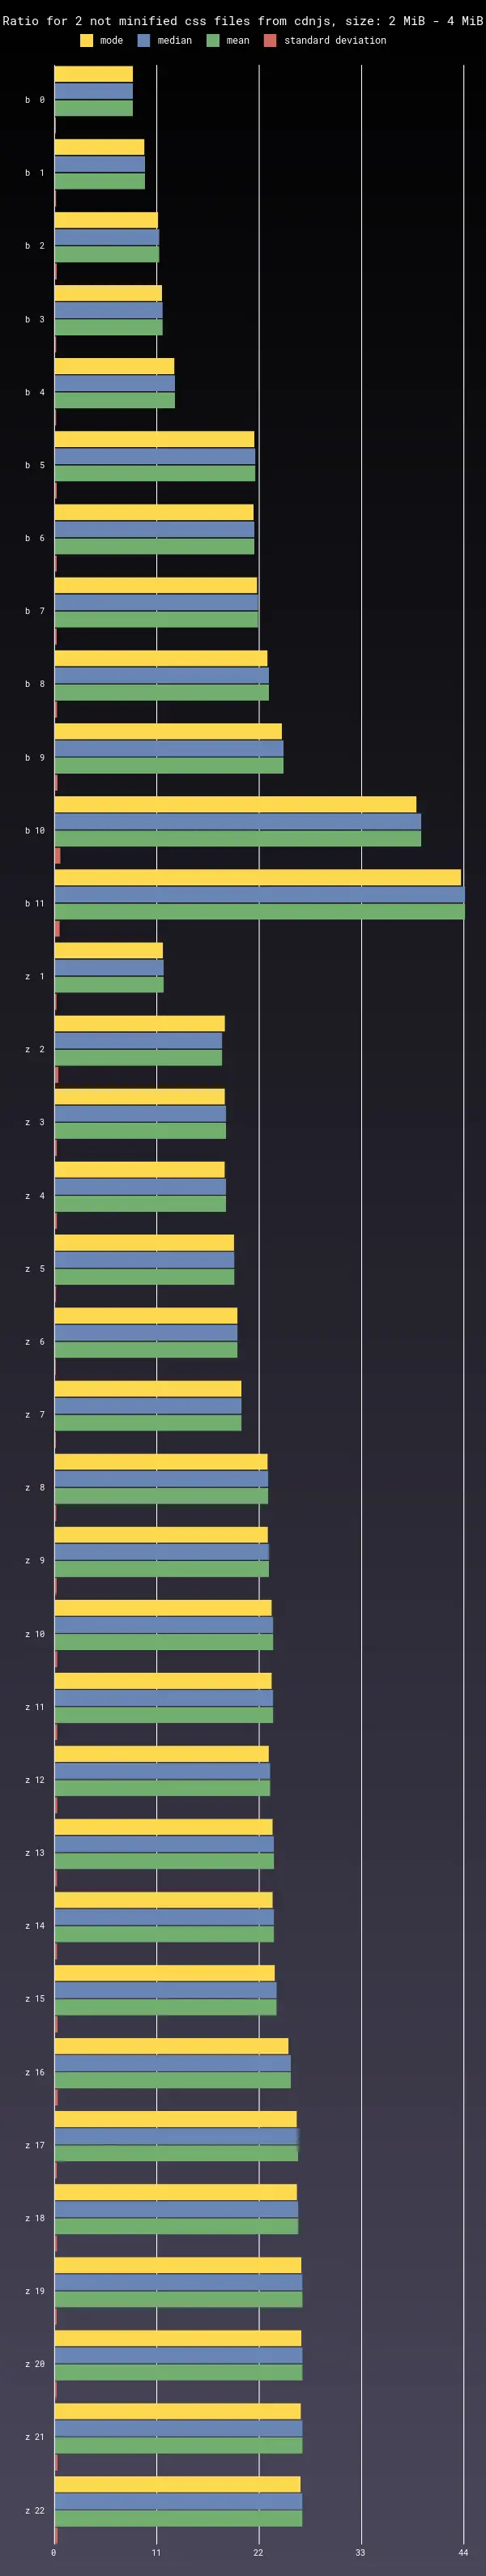 Ratio for 2 not minified css files from cdnjs, size: 2 MiB - 4 MiB
mode median mean standard deviation
b 0
b 1
b 2
b 3
b 4
b 5
b 6
b 7
b 8
b 9
b 10
b 11
z 1
z 2
z 3
z 4
z 5
z 6
z 7
z 8
z 9
z 10
z 11
z 12
z 13
z 14
z 15
z 16
z 17
z 18
z 19
z 20
z 21
z 22
0 11 22 33 44